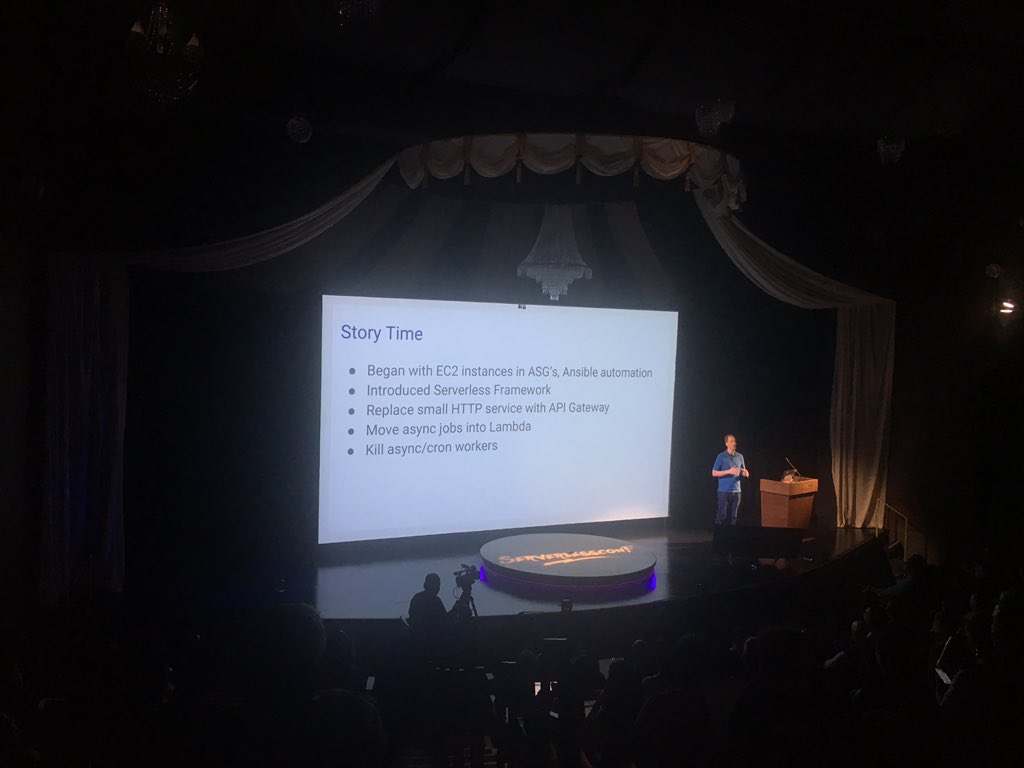 Story Time
● Began with EC2 instances in ASG's, Ansible automation
● Introduced Serverless Framework
● Replace small HTTP service with API Gateway
● Move async jobs into Lambda
● Kill async/cron workers
SERVERLESSCONF